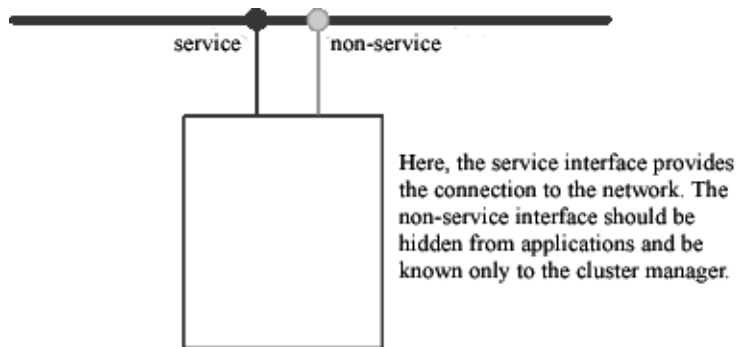 service
non-service
Here, the service interface provides
the connection to the network. The
non-service interface should be
hidden from applications and be
known only to the cluster manager.